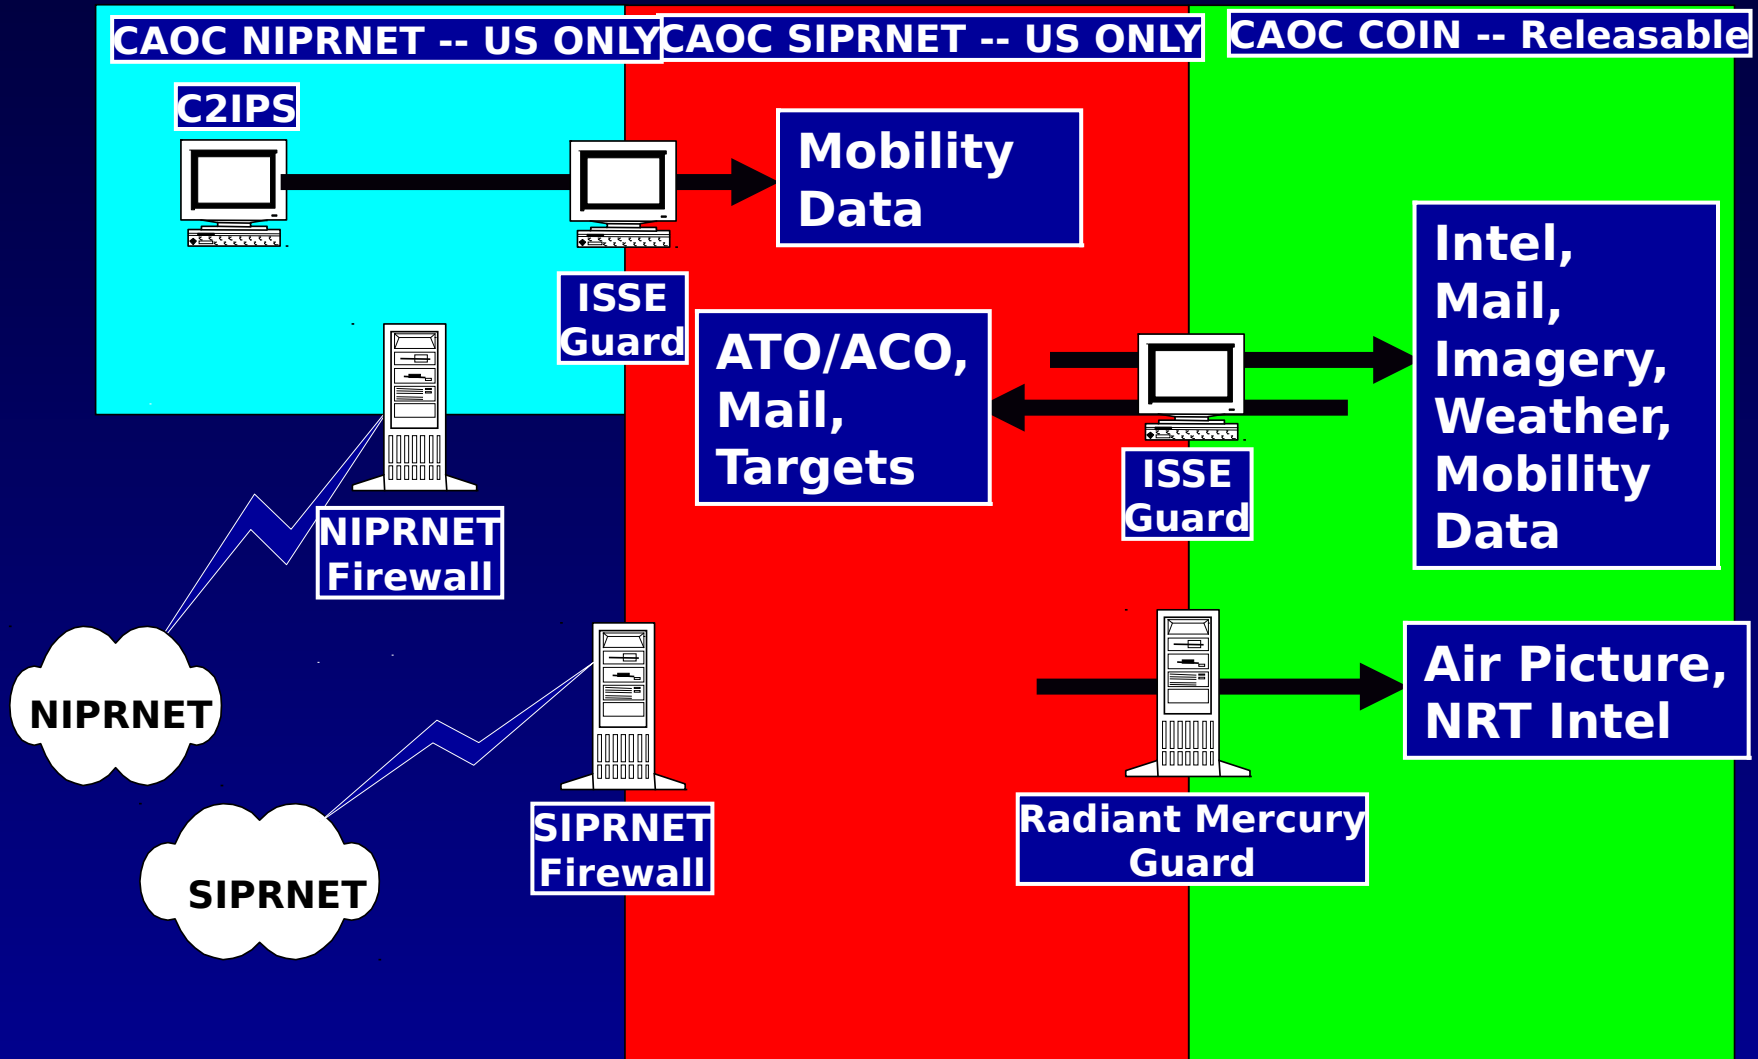 CAOC NIPRNET -- US ONLY
CAOC SIPRNET -- US ONLY
CAOC COIN -- Releasable
C2IPS
Mobility
Data
ISSE
Guard
ATO/ACO,
Mail,
Targets
Intel,
Mail,
Imagery,
Weather,
Mobility
Data
ISSE
Guard
NIPRNET
Firewall
NIPRNET
SIPRNET
SIPRNET
Firewall
Air Picture,
NRT Intel
Radiant Mercury
Guard